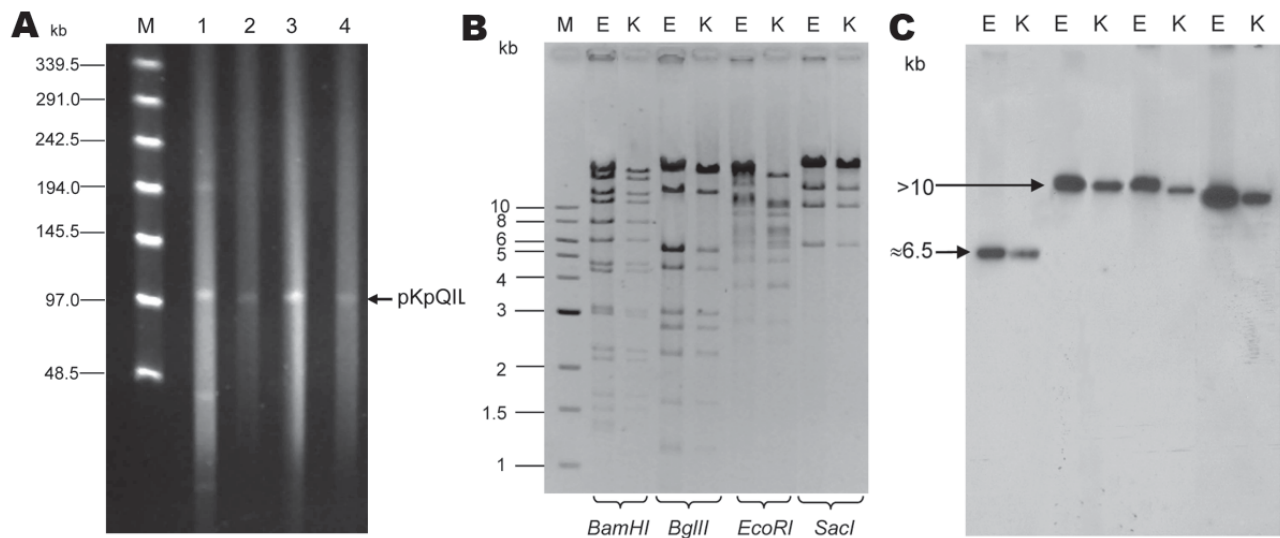 A
kb
M 1 2 3 4
339.5
291.0
242.5
194.0
145.5
97.0
48.5
pKpQIL
B
kb
M E K E K E K E K
10
8
6
5
4
3
2
1.5
1
BamHI BglII EcoRI SacI
C
kb
E K E K E K E K
>10
≈6.5